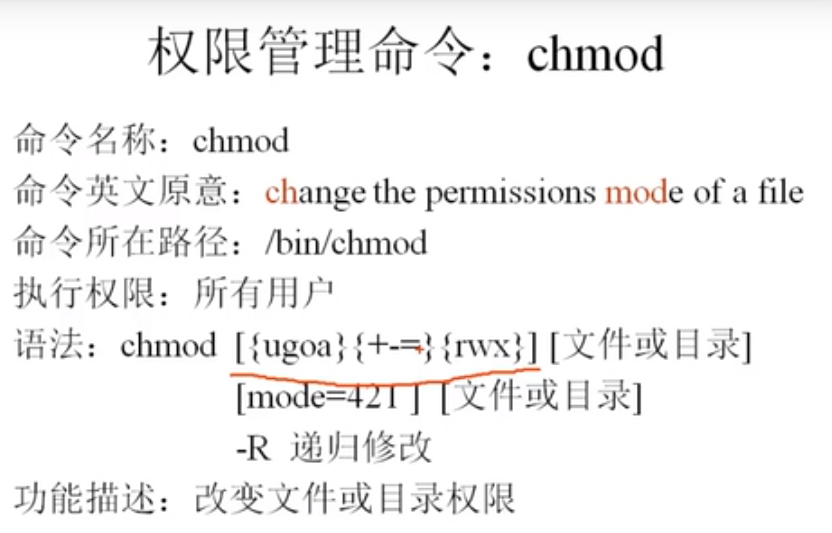 权限管理命令：chmod
命令名称：chmod
命令英文原意：change the permissions mode of a file
命令所在路径：/bin/chmod
执行权限：所有用户
语法：chmod [{ugoa}{+-=}{rwx}] [文件或目录]
[mode=421 ] [文件或目录]
-R 递归修改
功能描述：改变文件或目录权限